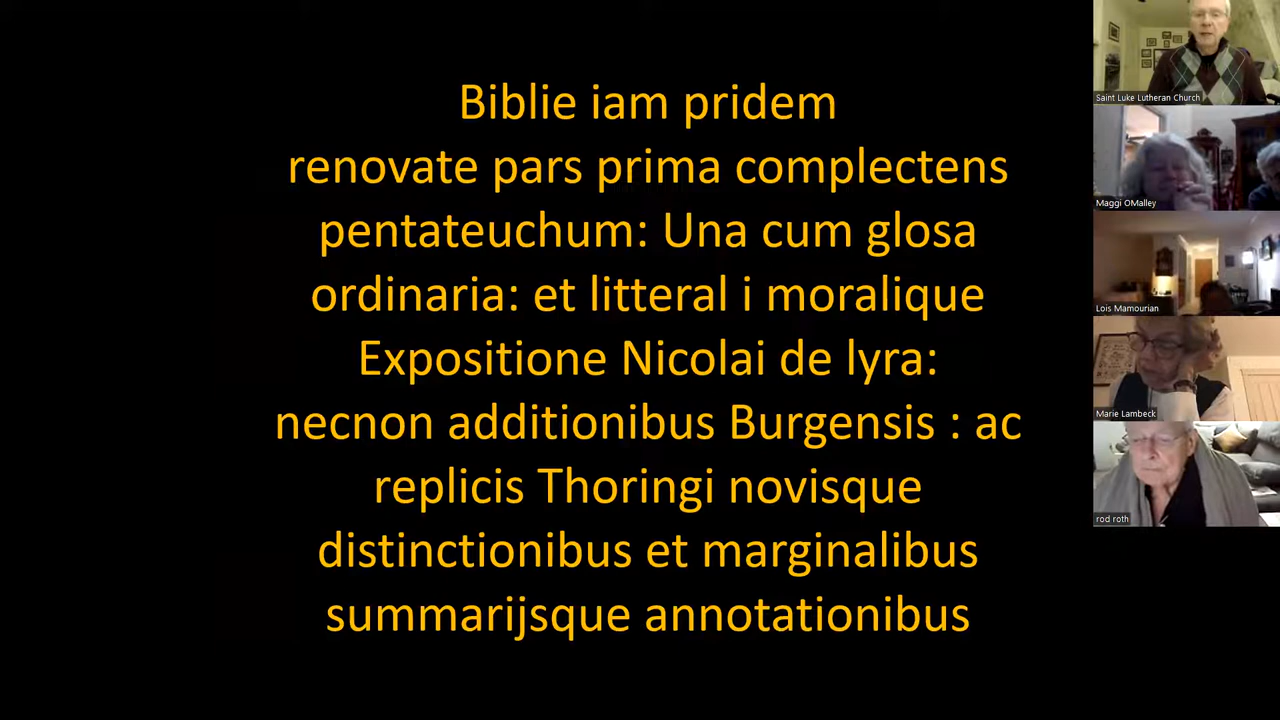 Biblie iam pridem
renovate pars prima complectens
pentateuchum: Una cum glosa
ordinaria: et litteral i moralique
Expositione Nicolai de lyra:
necnon additionibus Burgensis : ac
replicis Thoringi novisque
distinctionibus et marginalibus
summarijsque annotationibus
Saint Luke Lutheran Church
Maggi OMalley
Lois Mamourian
Marie Lambeck
rod roth